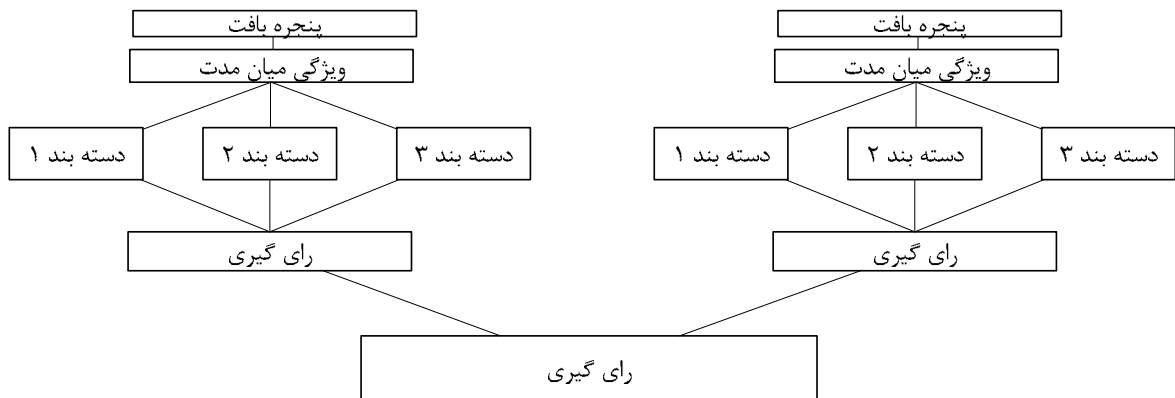 پنجره بافت
پنجره بافت
ویژگی میان مدت
ویژگی میان مدت
دسته بند ۳
دسته بند ۲
دسته بند ۱
دسته بند ۳
دسته بند ۲
دسته بند ۱
رای گیری
رای گیری
رای گیری